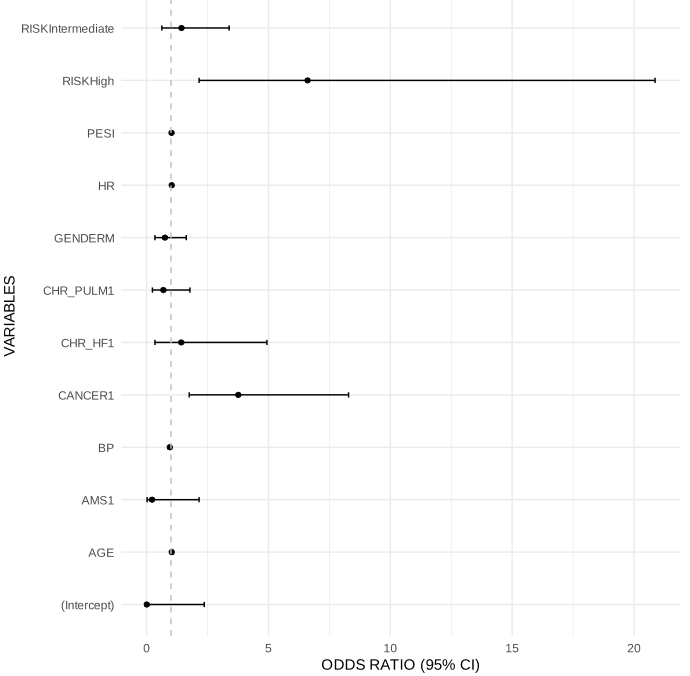 RISKIntermediate
RISKHigh
PESI
HR
GENDERM
CHR_PULM1
CHR_HF1
CANCER1
BP
AMS1
AGE
(Intercept)
VARIABLES
0 5 10 15 20
ODDS RATIO (95% CI)